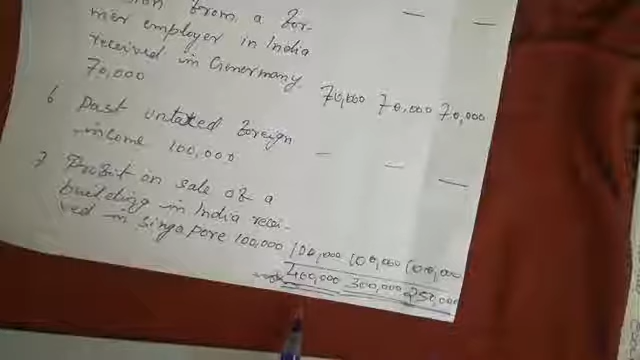 from a for-
mer employer in India
received in Germany.
70,000 70,000 70,000 70,000
6 Past untaxed foreign
income 100,000 — — —
7 Profit on sale of a
building in India recei-
ved in singapore 100,000 100,000 100,000 100,000
400,000 300,000 250,000